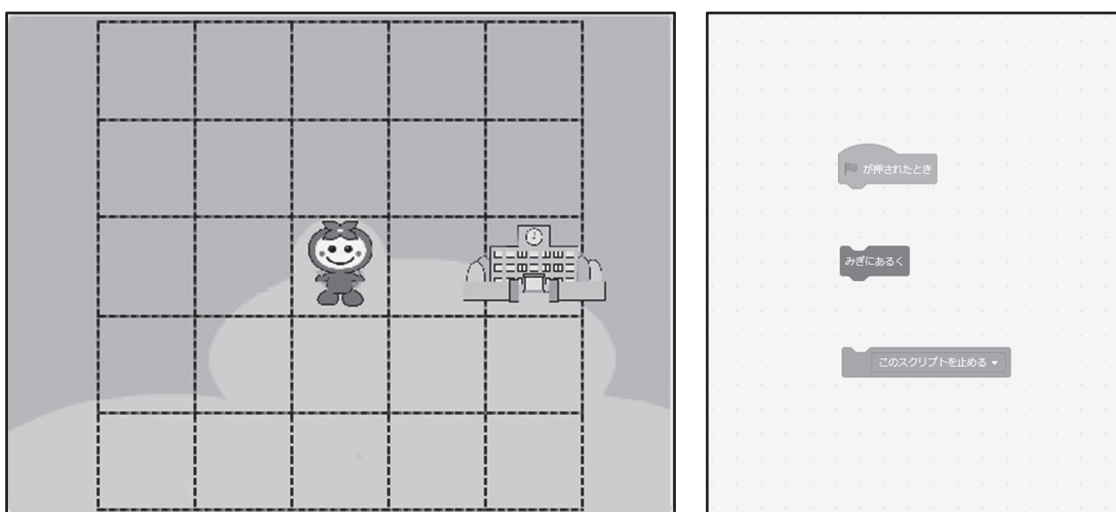 が押されたとき
みぎにあるく
このスクリプトを止める